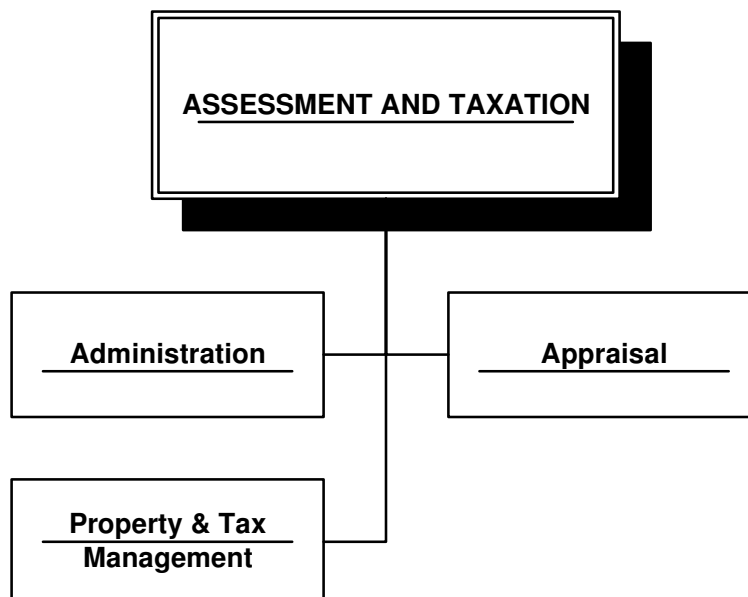 ASSESSMENT AND TAXATION
Administration
Appraisal
Property & Tax
Management